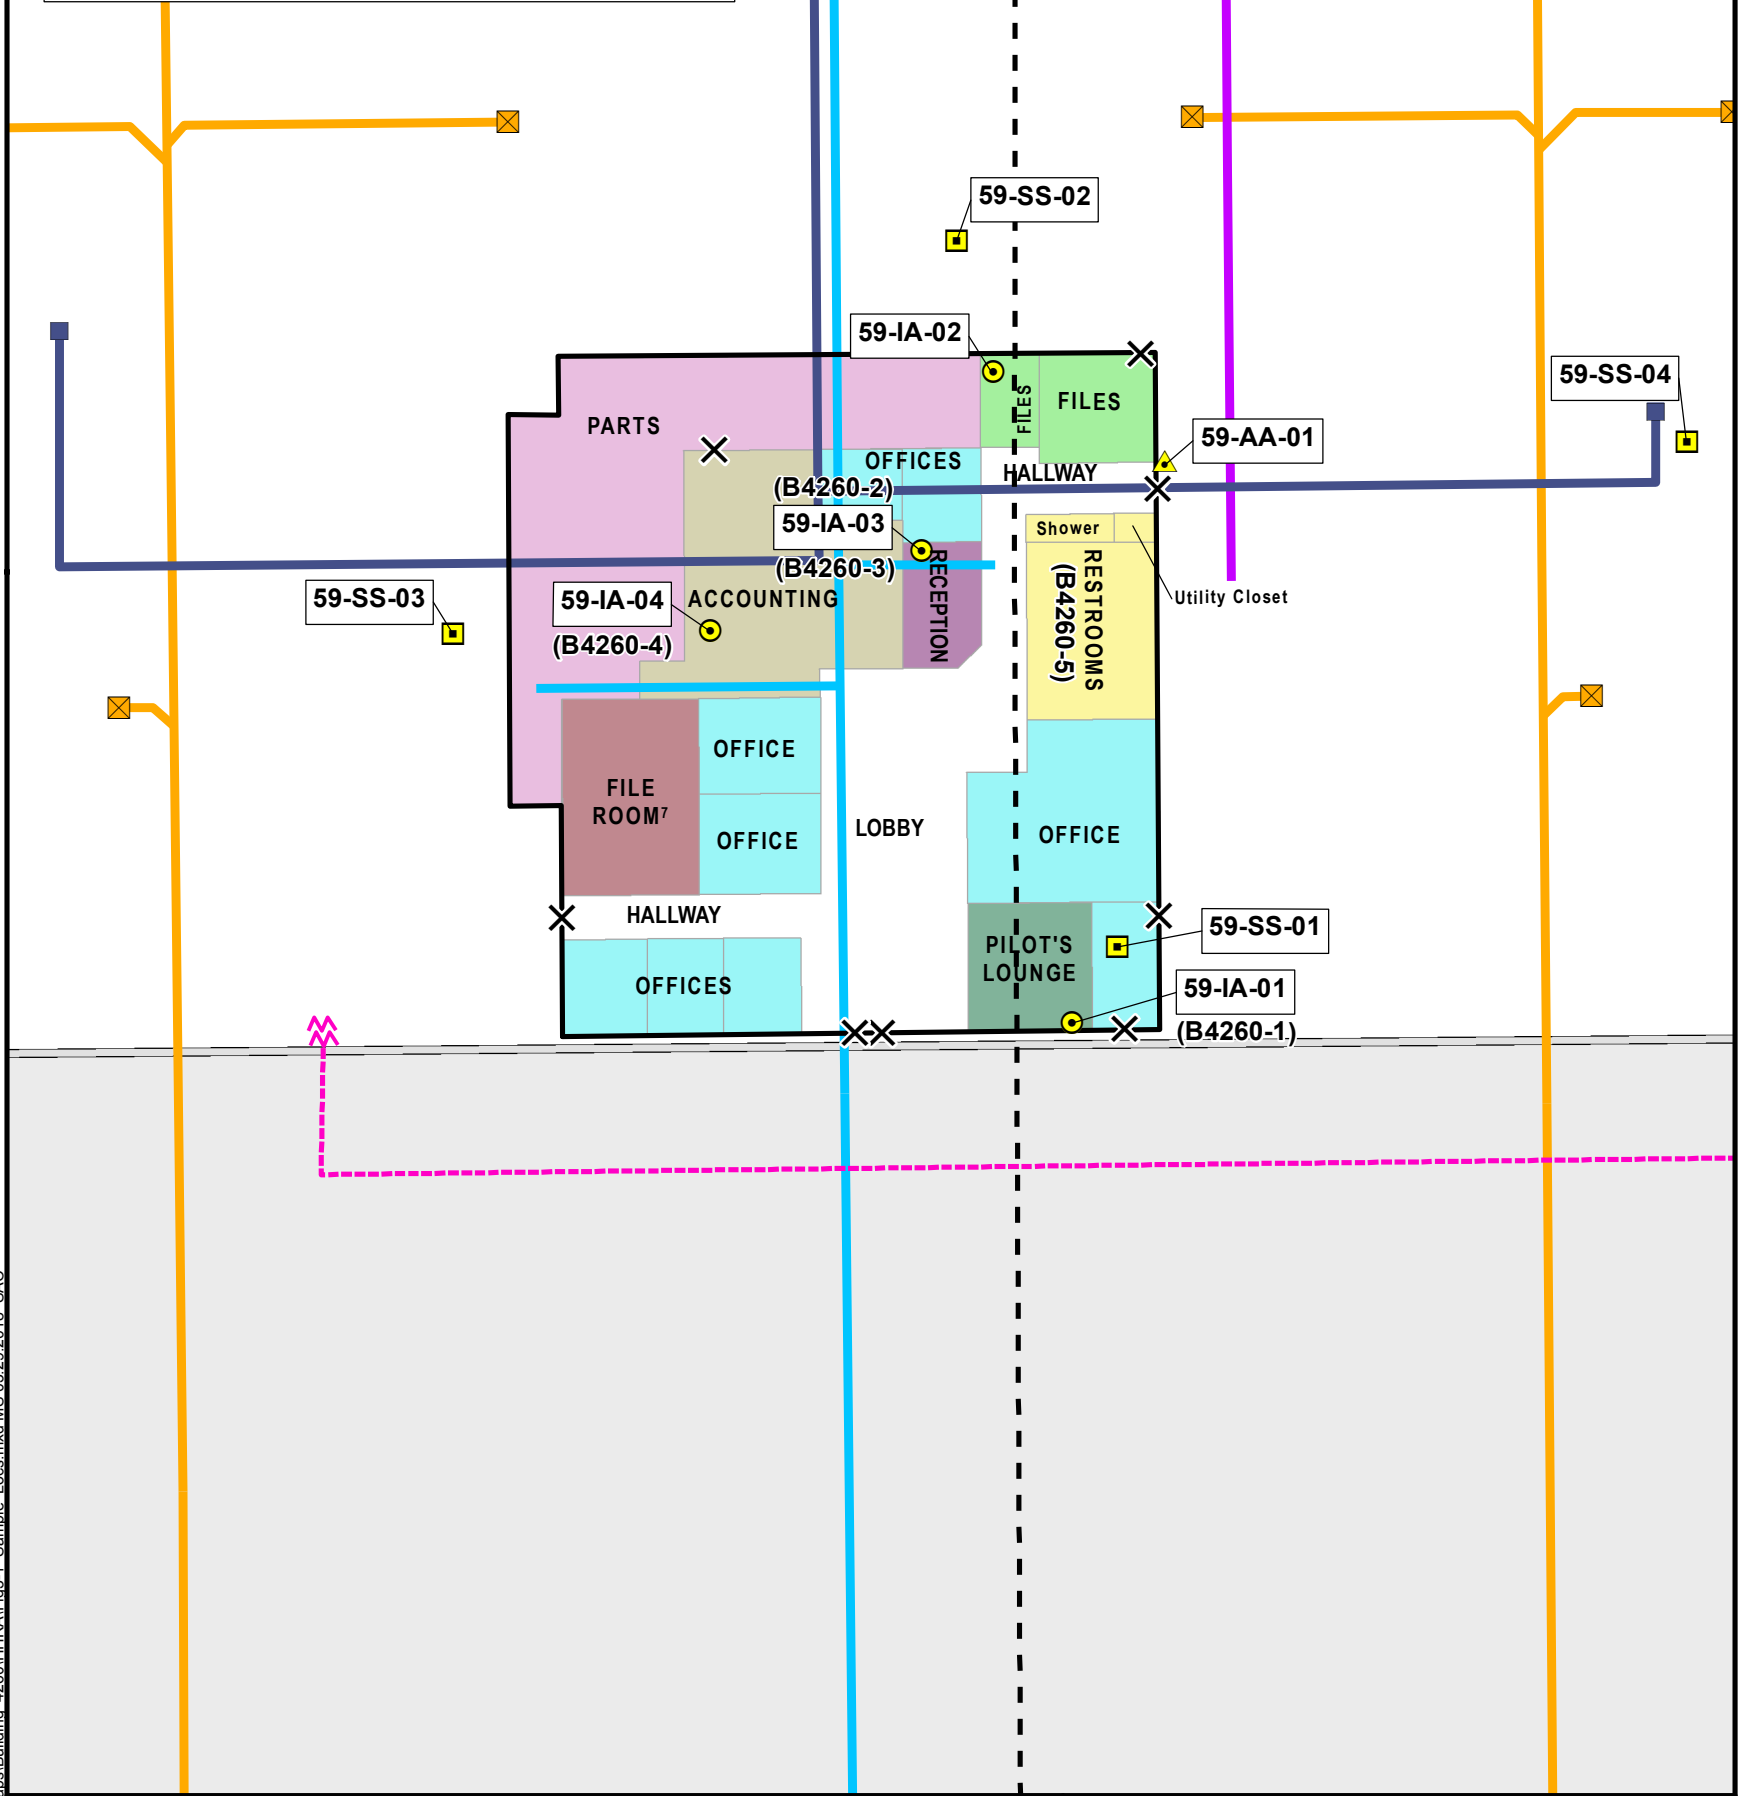 59-SS-02
59-IA-02
FILES
FILES
59-SS-04
PARTS
59-AA-01
OFFICES
HALLWAY
(B4260-2)
59-IA-03
Shower
(B4260-3)
RECEPTION
RESTROOMS
(B4260-5)
Utility Closet
59-SS-03
59-IA-04
ACCOUNTING
(B4260-4)
OFFICE
FILE
ROOM⁷
OFFICE
LOBBY
OFFICE
HALLWAY
59-SS-01
PILOT'S
LOUNGE
OFFICES
59-IA-01
(B4260-1)